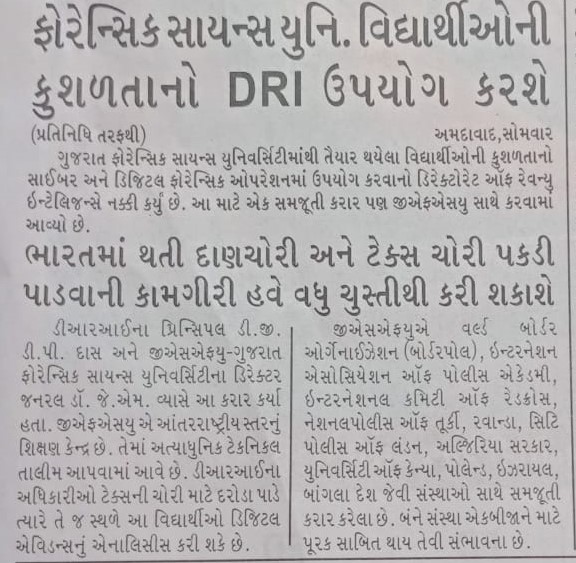 ફોરેન્સિક સાયન્સ યુનિ. વિદ્યાર્થીઓની
કુશળતાનો DRI ઉપયોગ કરશે
(પ્રતિનિધિ તરફથી) અમદાવાદ,સોમવાર
ગુજરાત ફોરેન્સિક સાયન્સ યુનિવર્સિટીમાંથી તૈયાર થયેલા વિદ્યાર્થીઓની કુશળતાનો
સાઈબર અને ડિજિટલ ફોરેન્સિક ઓપરેશનમાં ઉપયોગ કરવાનો ડિરેક્ટોરેટ ઑફ રેવન્યુ
ઇન્ટેલિજન્સે નક્કી કર્યું છે. આ માટે એક સમજૂતી કરાર પણ જીએફએસયુ સાથે કરવામાં
આવ્યો છે.
ભારતમાં થતી દાણચોરી અને ટેક્સ ચોરી પકડી
પાડવાની કામગીરી હવે વધુ ચુસ્તીથી કરી શકાશે
ડીઆરઆઈના પ્રિન્સિપલ ડી.જી.
ડી.પી. દાસ અને જીએસએફયુ-ગુજરાત
ફોરેન્સિક સાયન્સ યુનિવર્સિટીના ડિરેક્ટર
જનરલ ડૉ. જે.એમ. વ્યાસે આ કરાર કર્યા
હતા. જીએફએસયુ એ આંતરરાષ્ટ્રીય સ્તરનું
શિક્ષણ કેન્દ્ર છે. તેમાં અત્યાધુનિક ટેકનિકલ
તાલીમ આપવામાં આવે છે. ડીઆરઆઈના
અધિકારીઓ ટેક્સની ચોરી માટે દરોડા પાડે
ત્યારે તે જ સ્થળે આ વિદ્યાર્થીઓ ડિજિટલ
એવિડન્સનું એનાલિસીસ કરી શકે છે.
જીએસએફયુએ વર્લ્ડ બોર્ડર
ઓર્ગેનાઈઝેશન (બોર્ડરપોલ), ઇન્ટરનેશન
એસોસિયેશન ઑફ પોલીસ એકેડમી,
ઇન્ટરનેશનલ કમિટી ઑફ રેડક્રોસ,
નેશનલપોલીસ ઑફ તૂર્કી, રવાન્ડા, સિટિ
પોલીસ ઑફ લંડન, અલ્જિરિયા સરકાર,
યુનિવર્સિટી ઑફ કેન્યા, પોલેન્ડ, ઇઝરાયલ,
બાંગલા દેશ જેવી સંસ્થાઓ સાથે સમજૂતી
કરાર કરેલા છે. બંને સંસ્થા એકબીજાને માટે
પૂરક સાબિત થાય તેવી સંભાવના છે.